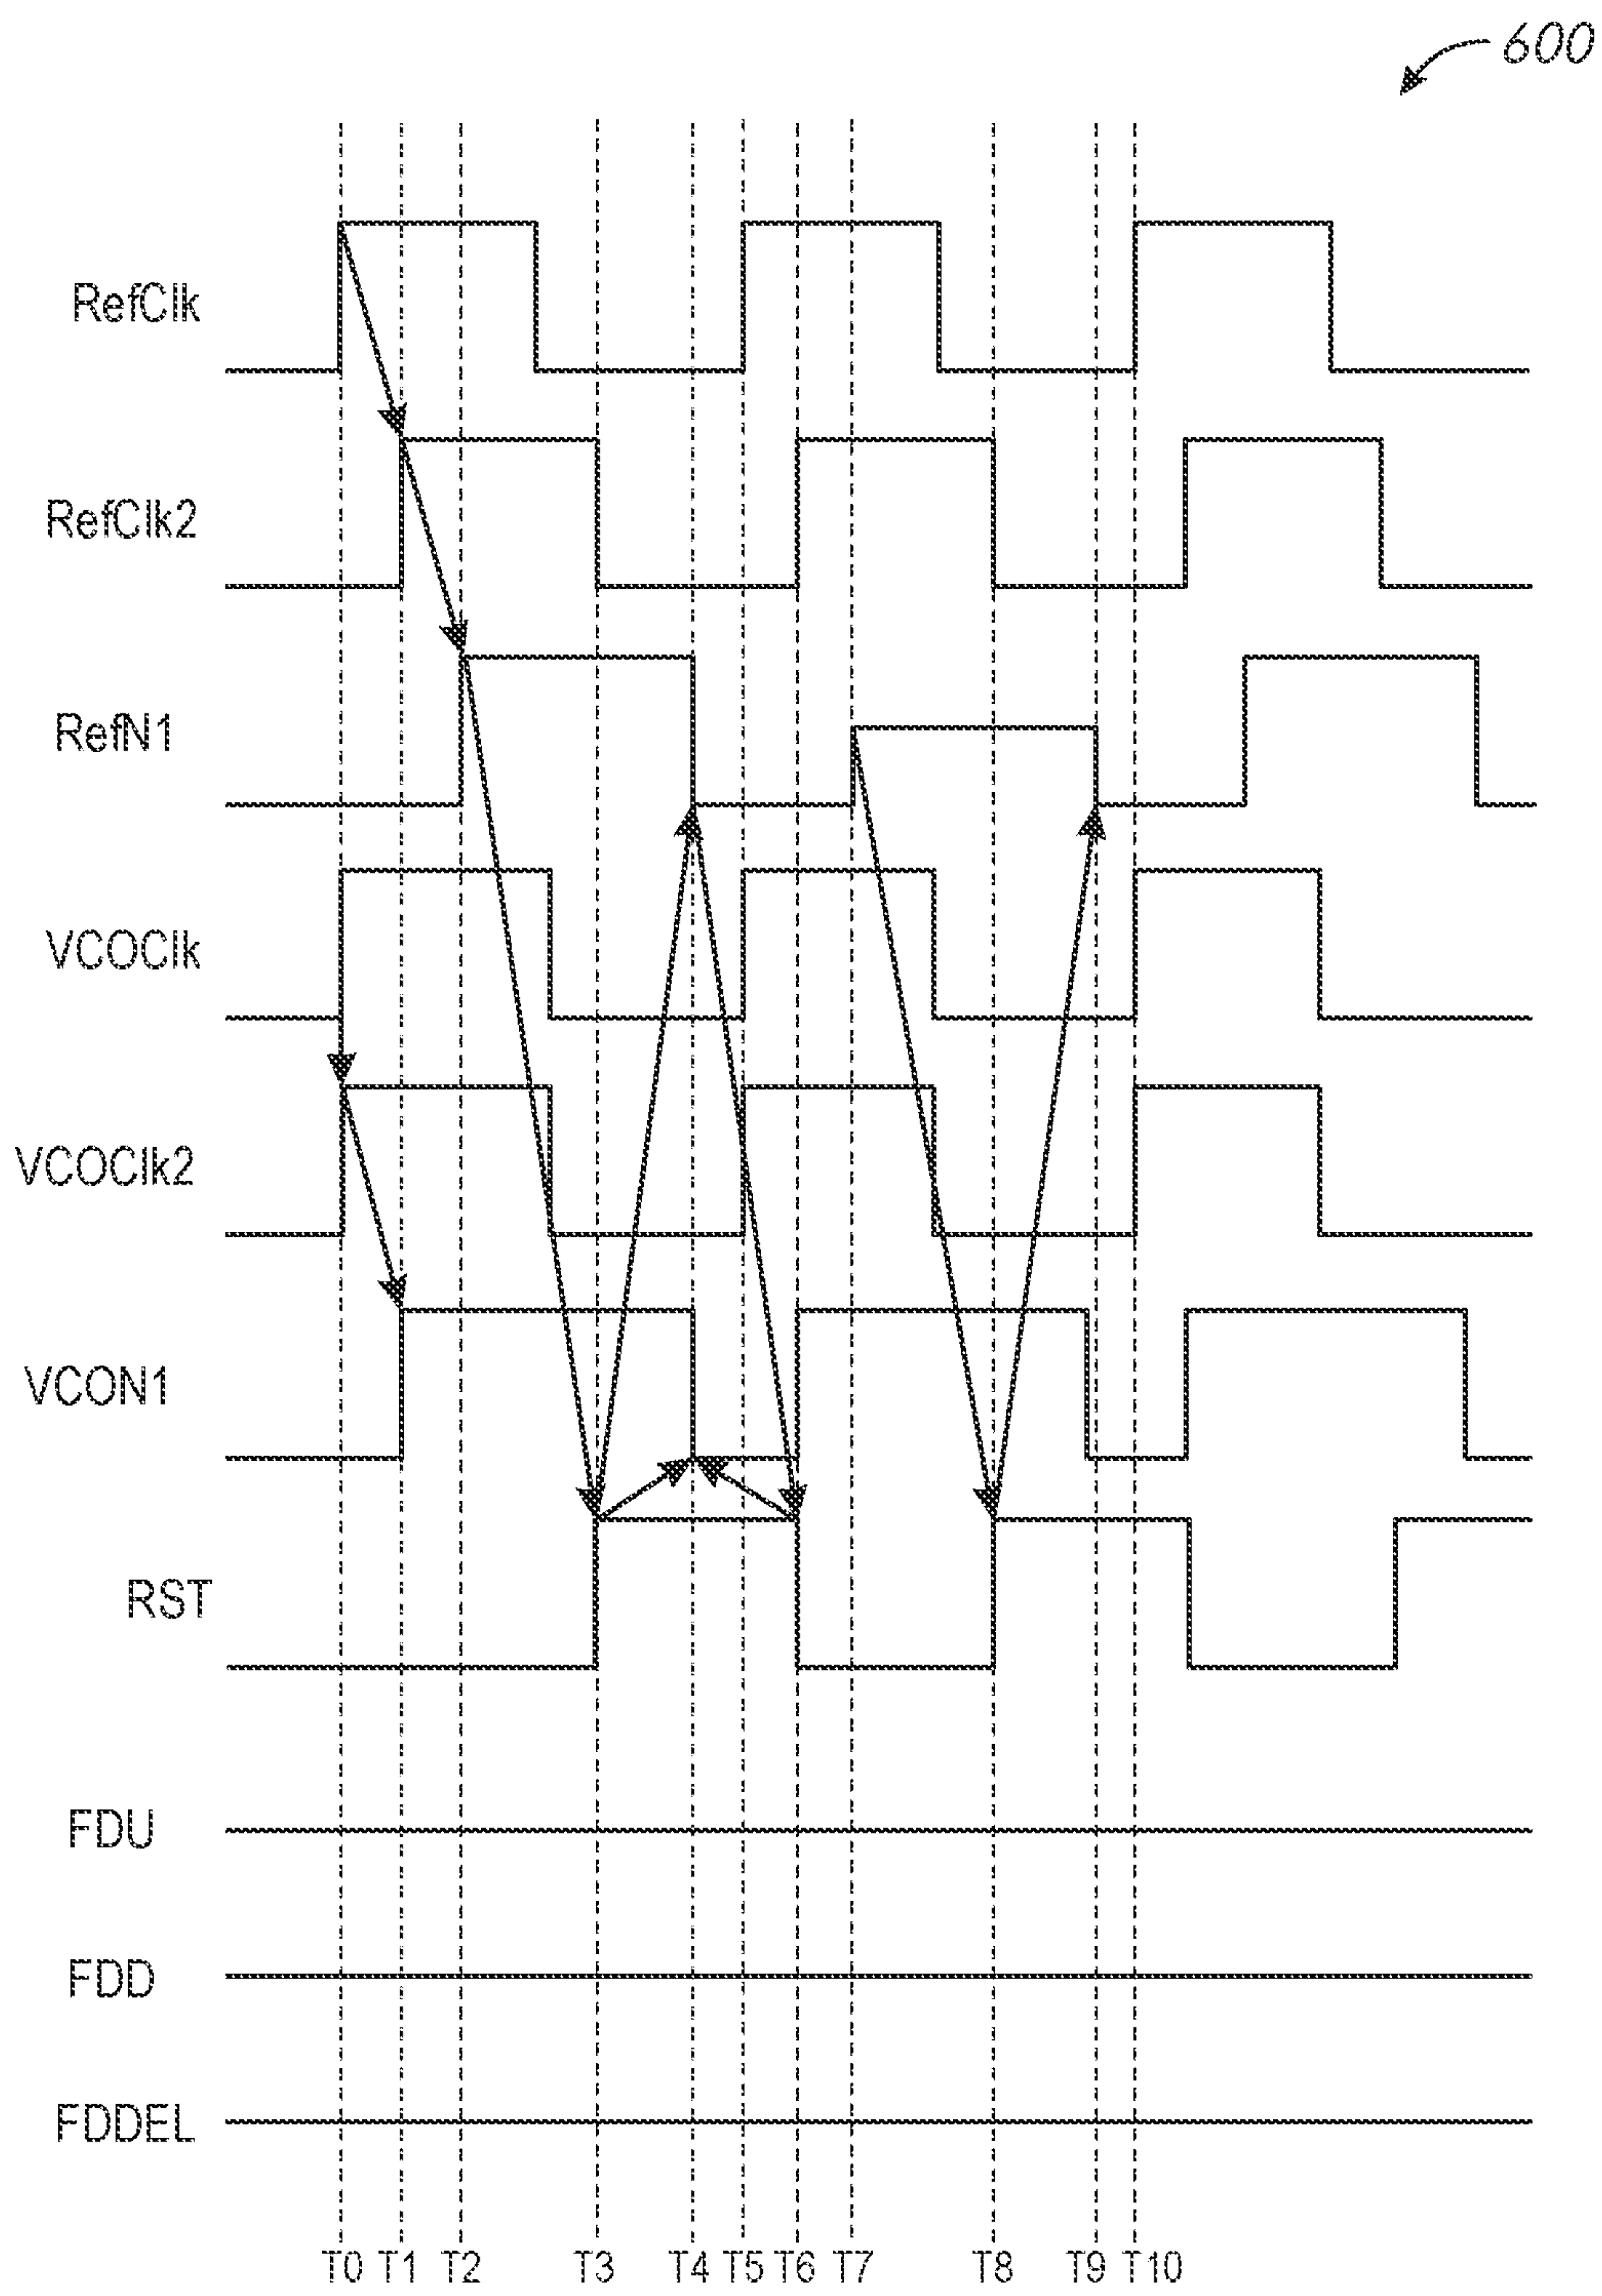 600
RefClk
RefClk2
RefN1
VCOClk
VCOClk2
VCON1
RST
FDU
FDD
FDDEL
T0 T1 T2 T3 T4 T5 T6 T7 T8 T9 T10